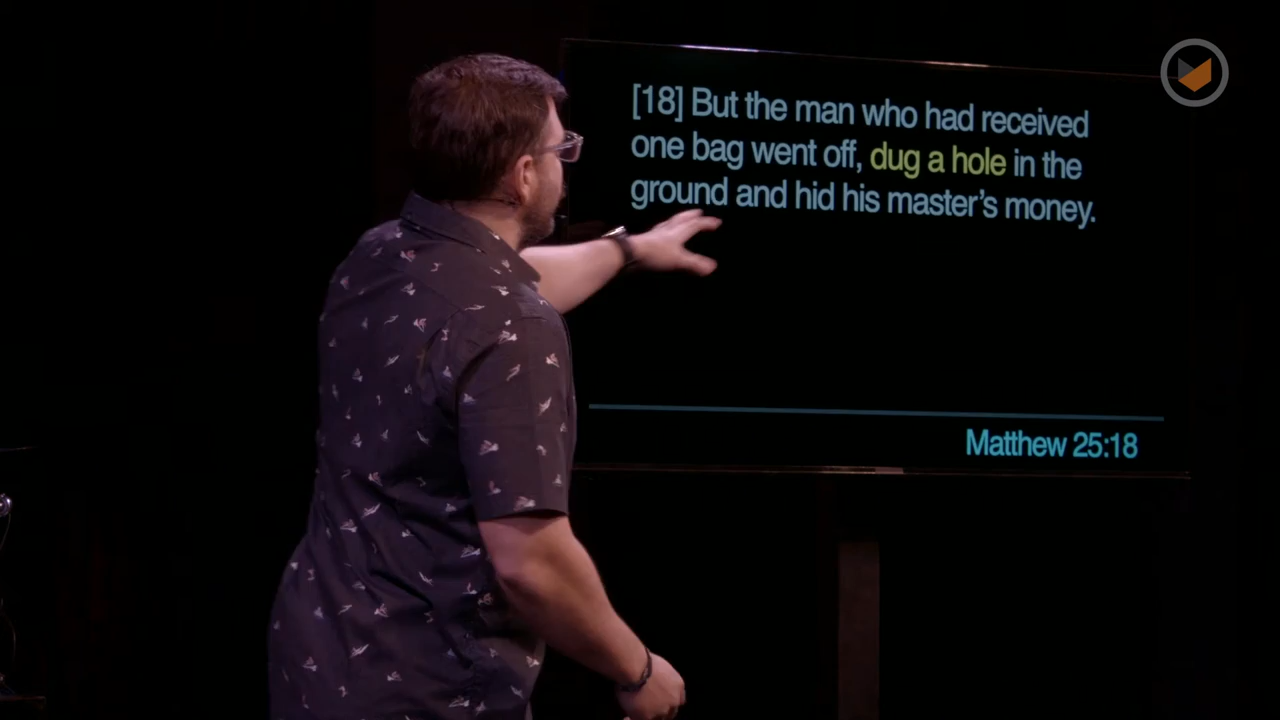 [18] But the man who had received
one bag went off, dug a hole in the
ground and hid his master’s money.
Matthew 25:18